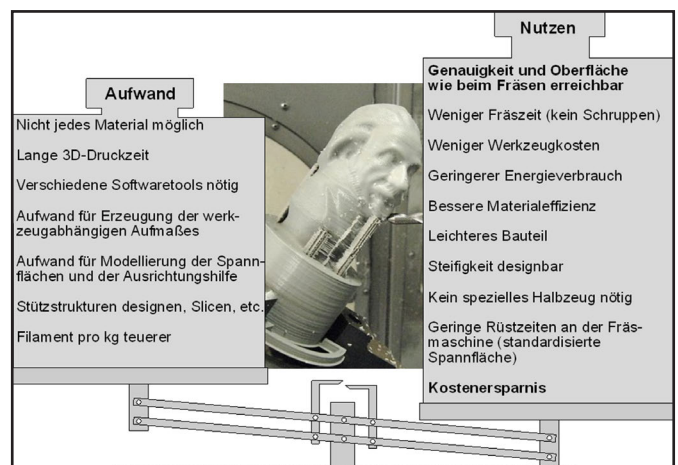 Aufwand
Nicht jedes Material möglich
Lange 3D-Druckzeit
Verschiedene Softwaretools nötig
Aufwand für Erzeugung der werk-
zeugabhängigen Aufmaßes
Aufwand für Modellierung der Spann-
flächen und der Ausrichtungshilfe
Stützstrukturen designen, Slicen, etc.
Filament pro kg teuerer
Nutzen
Genauigkeit und Oberfläche
wie beim Fräsen erreichbar
Weniger Fräszeit (kein Schruppen)
Weniger Werkzeugkosten
Geringerer Energieverbrauch
Bessere Materialeffizienz
Leichteres Bauteil
Steifigkeit designbar
Kein spezielles Halbzeug nötig
Geringe Rüstzeiten an der Fräs-
maschine (standardisierte
Spannfläche)
Kostenersparnis